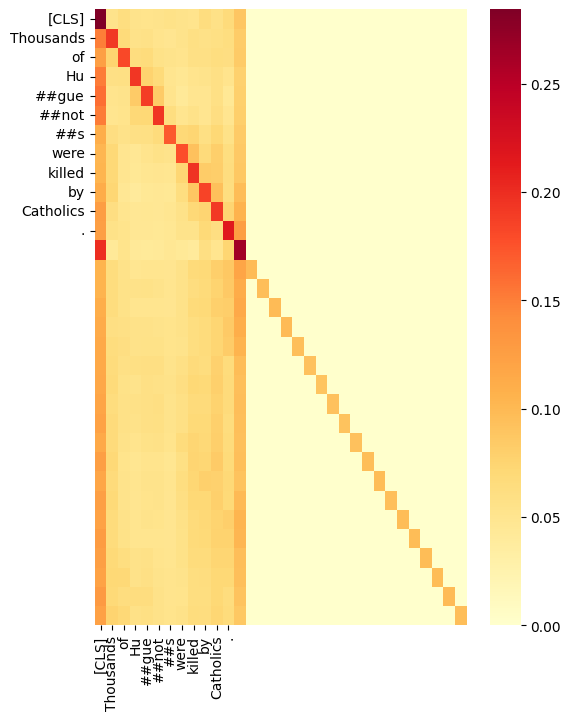 [CLS]
Thousands
of
Hu
##gue
##not
##s
were
killed
by
Catholics
.
0.25
0.20
0.15
0.10
0.05
0.00
[CLS]
Thousands
of
Hu
##gue
##not
##s
were
killed
by
Catholics
.